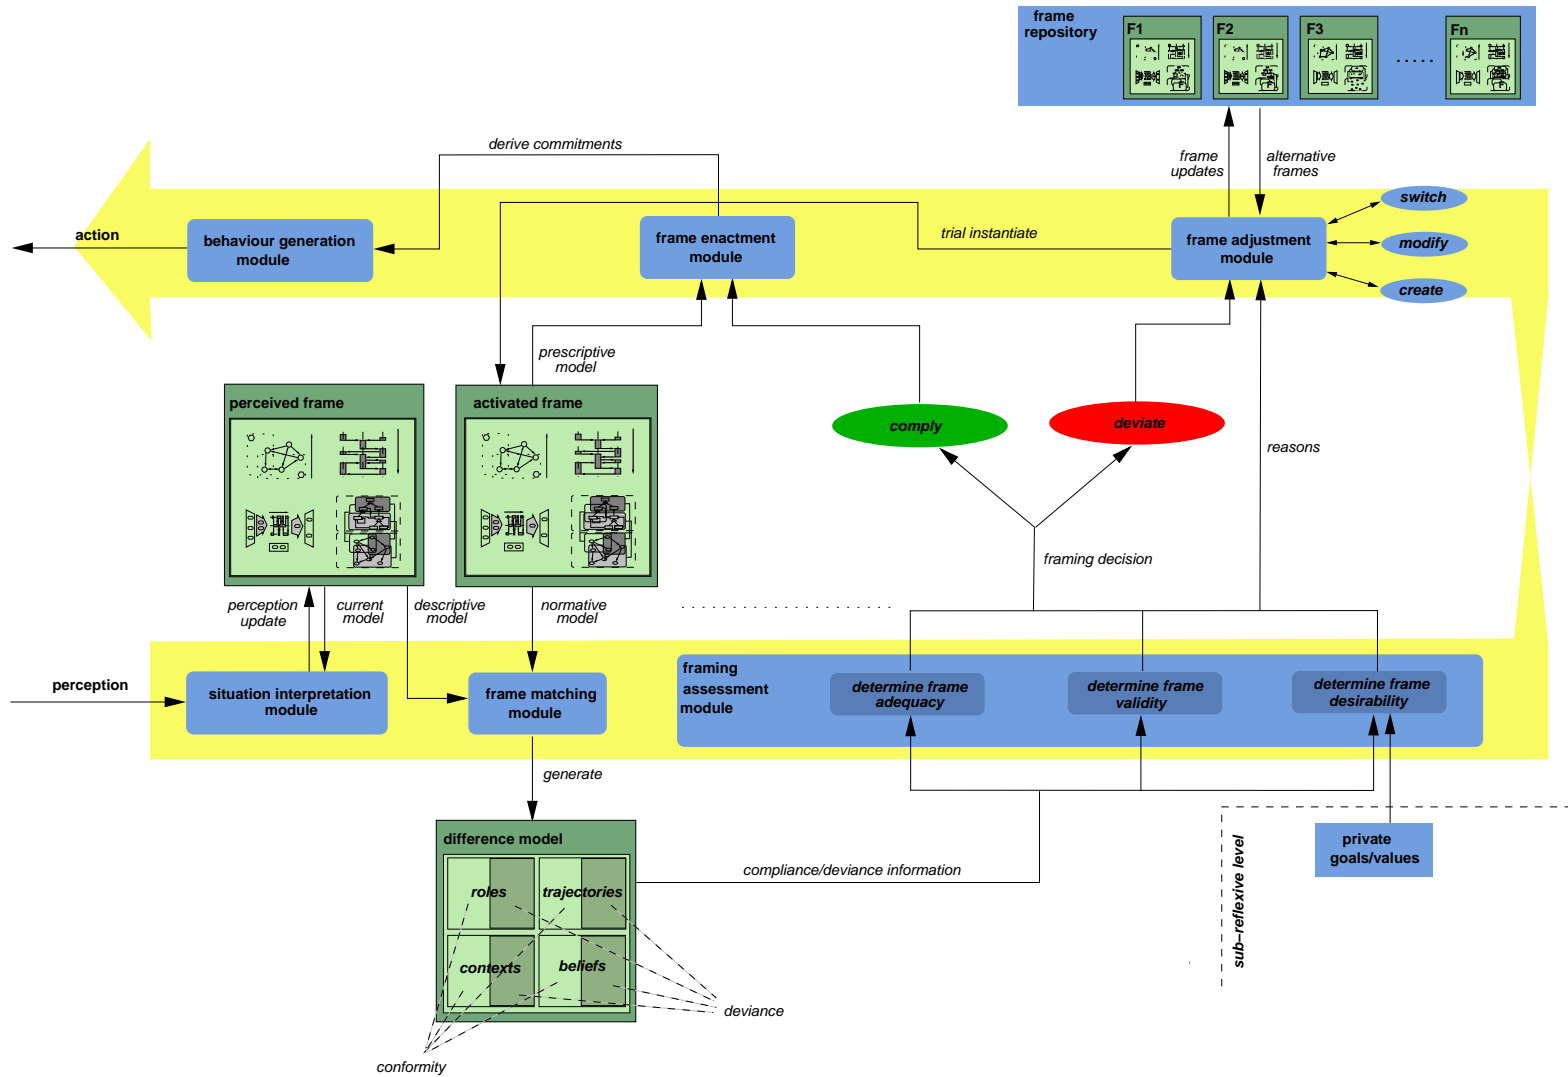 frame
repository
F1
F2
F3
.....
Fn
derive commitments
frame
updates
alternative
frames
switch
modify
create
action
behaviour generation
module
frame enactment
module
trial instantiate
frame adjustment
module
prescriptive
model
perceived frame
activated frame
comply
deviate
reasons
framing decision
perception
update
current
model
descriptive
model
normative
model
perception
situation interpretation
module
frame matching
module
framing
assessment
module
determine frame
adequacy
determine frame
validity
determine frame
desirability
generate
difference model
roles
trajectories
contexts
beliefs
compliance/deviance information
private
goals/values
sub–reflexive level
deviance
conformity